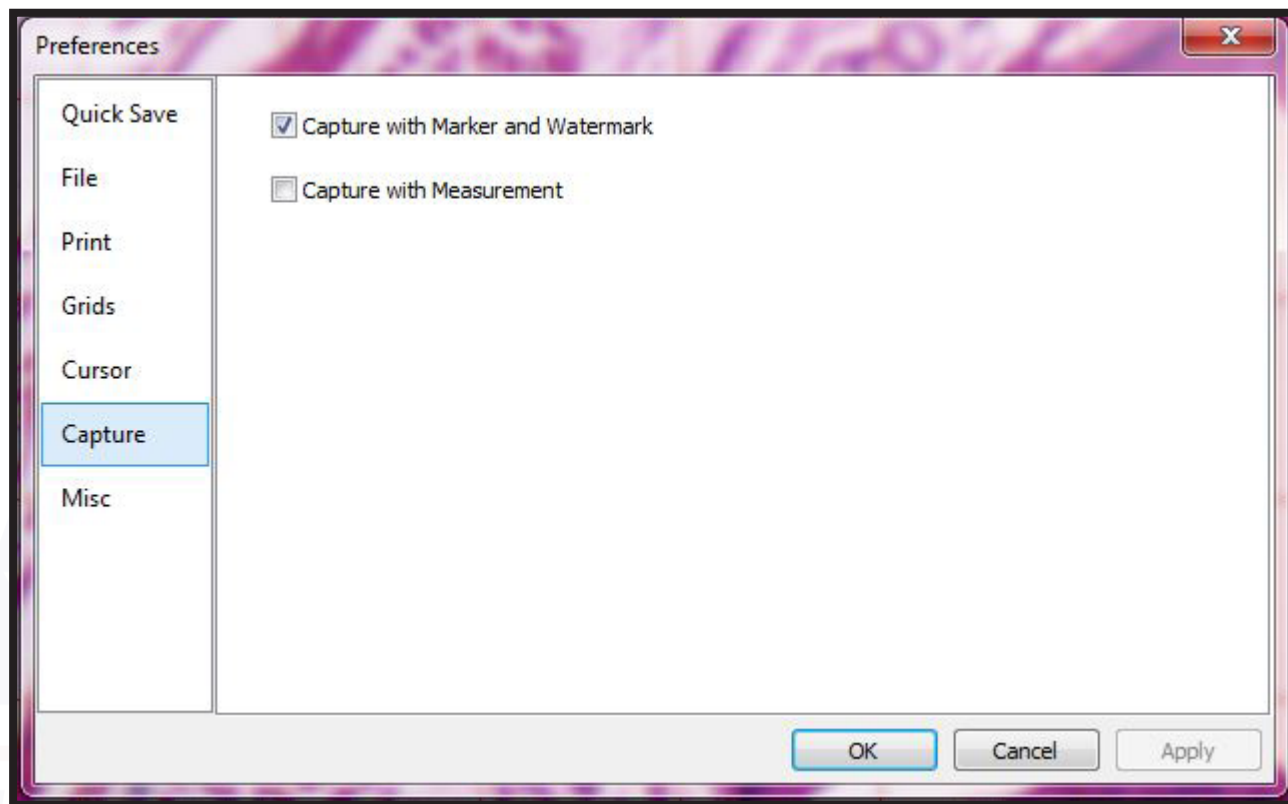 Preferences
X
Quick Save
File
Print
Grids
Cursor
Capture
Misc
Capture with Marker and Watermark
Capture with Measurement
OK Cancel Apply